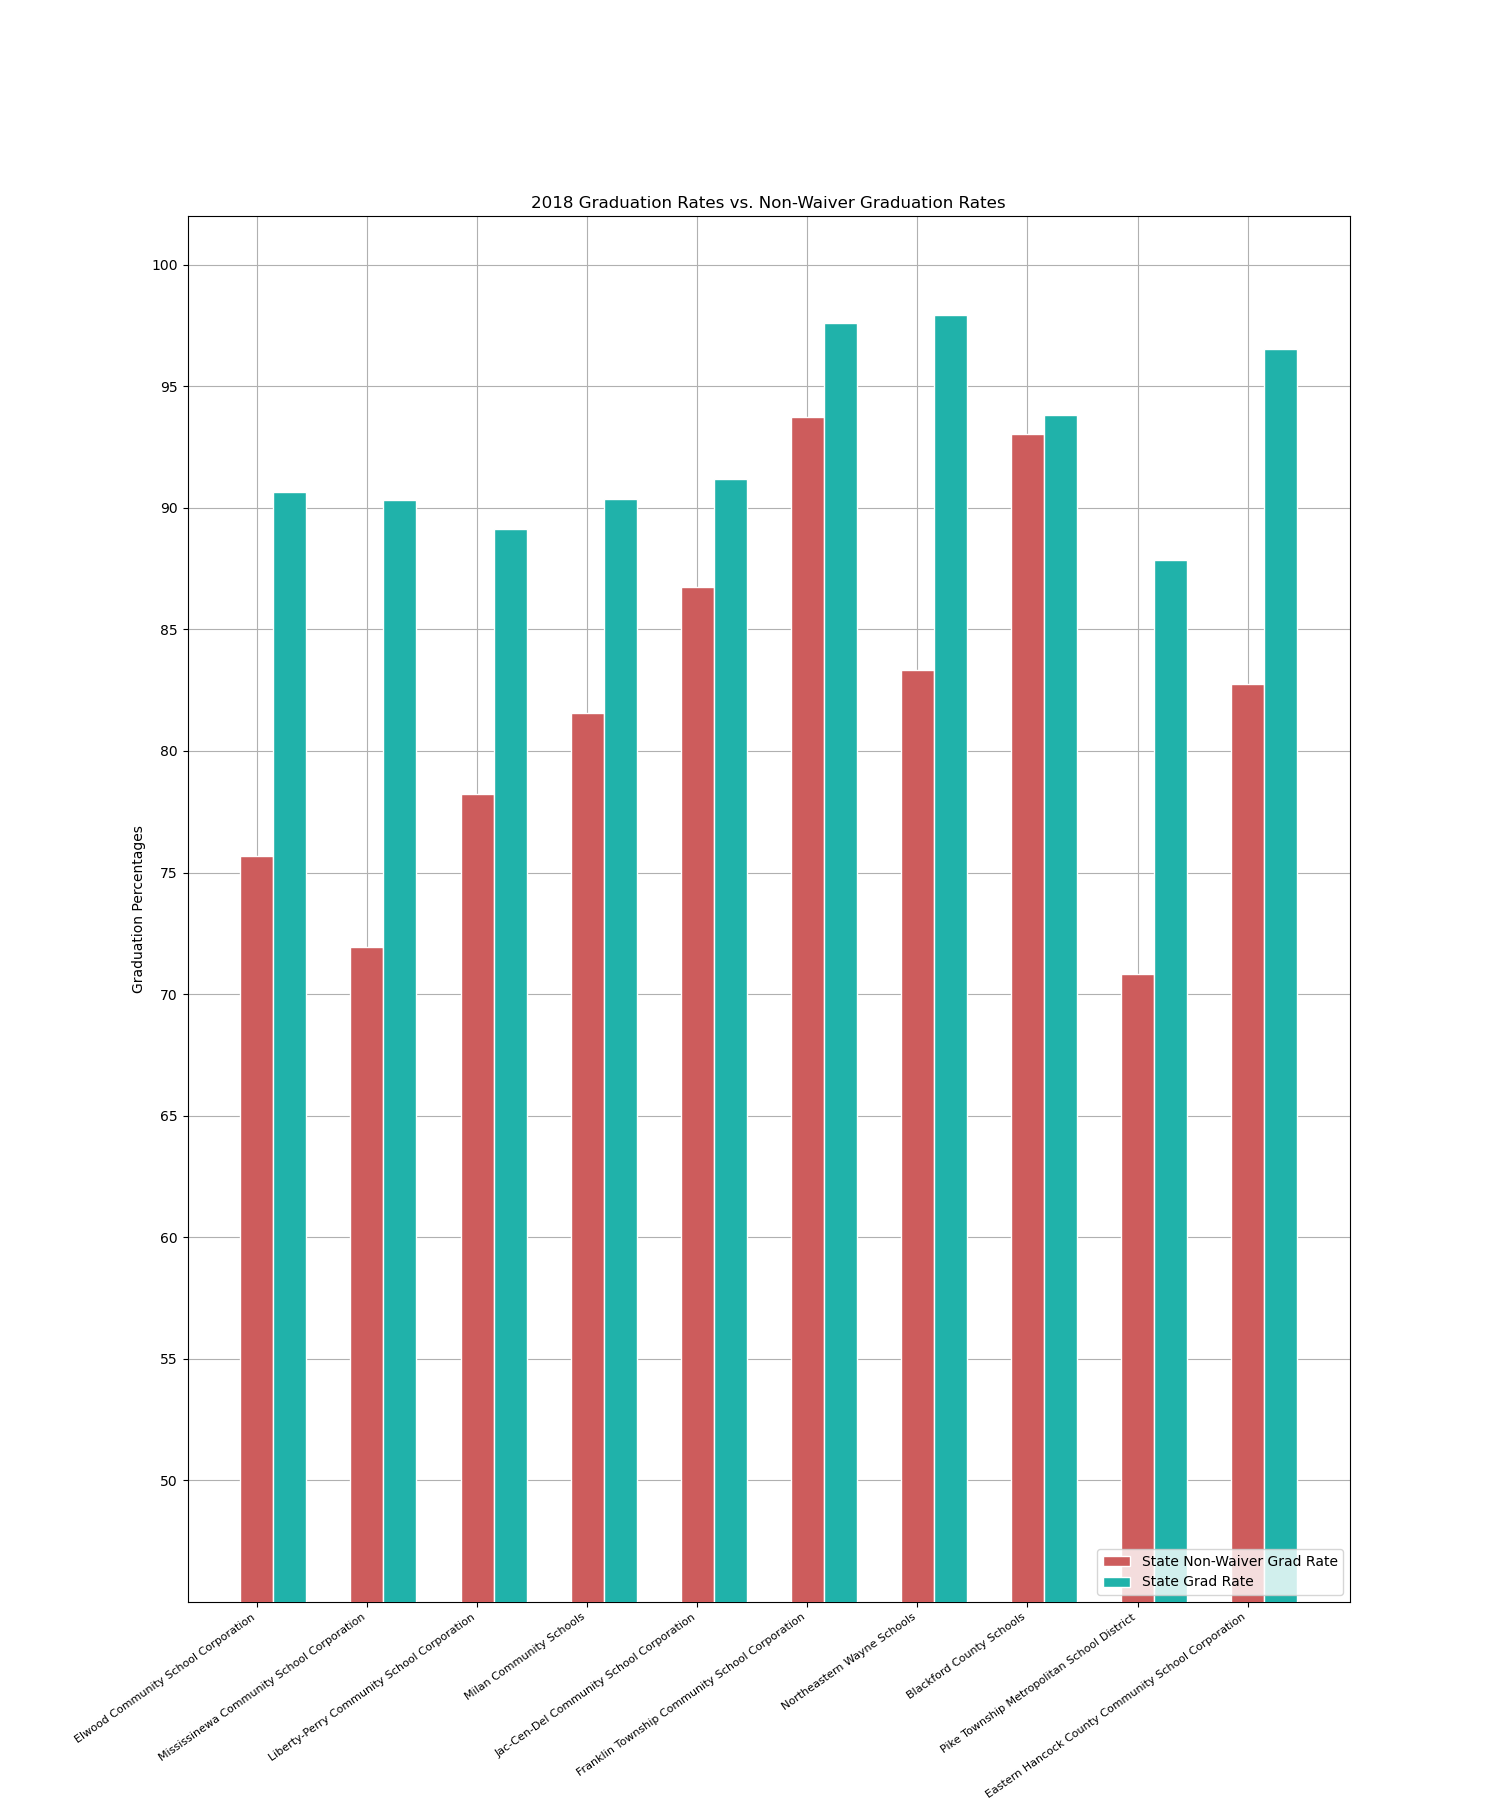 2018 Graduation Rates vs. Non-Waiver Graduation Rates
100
95
90
85
80
75
70
65
60
55
50
Graduation Percentages
State Non-Waiver Grad Rate
State Grad Rate
Elwood Community School Corporation
Mississinewa Community School Corporation
Liberty-Perry Community School Corporation
Milan Community Schools
Jac-Cen-Del Community School Corporation
Franklin Township Community School Corporation
Northeastern Wayne Schools
Blackford County Schools
Pike Township Metropolitan School District
Eastern Hancock County Community School Corporation